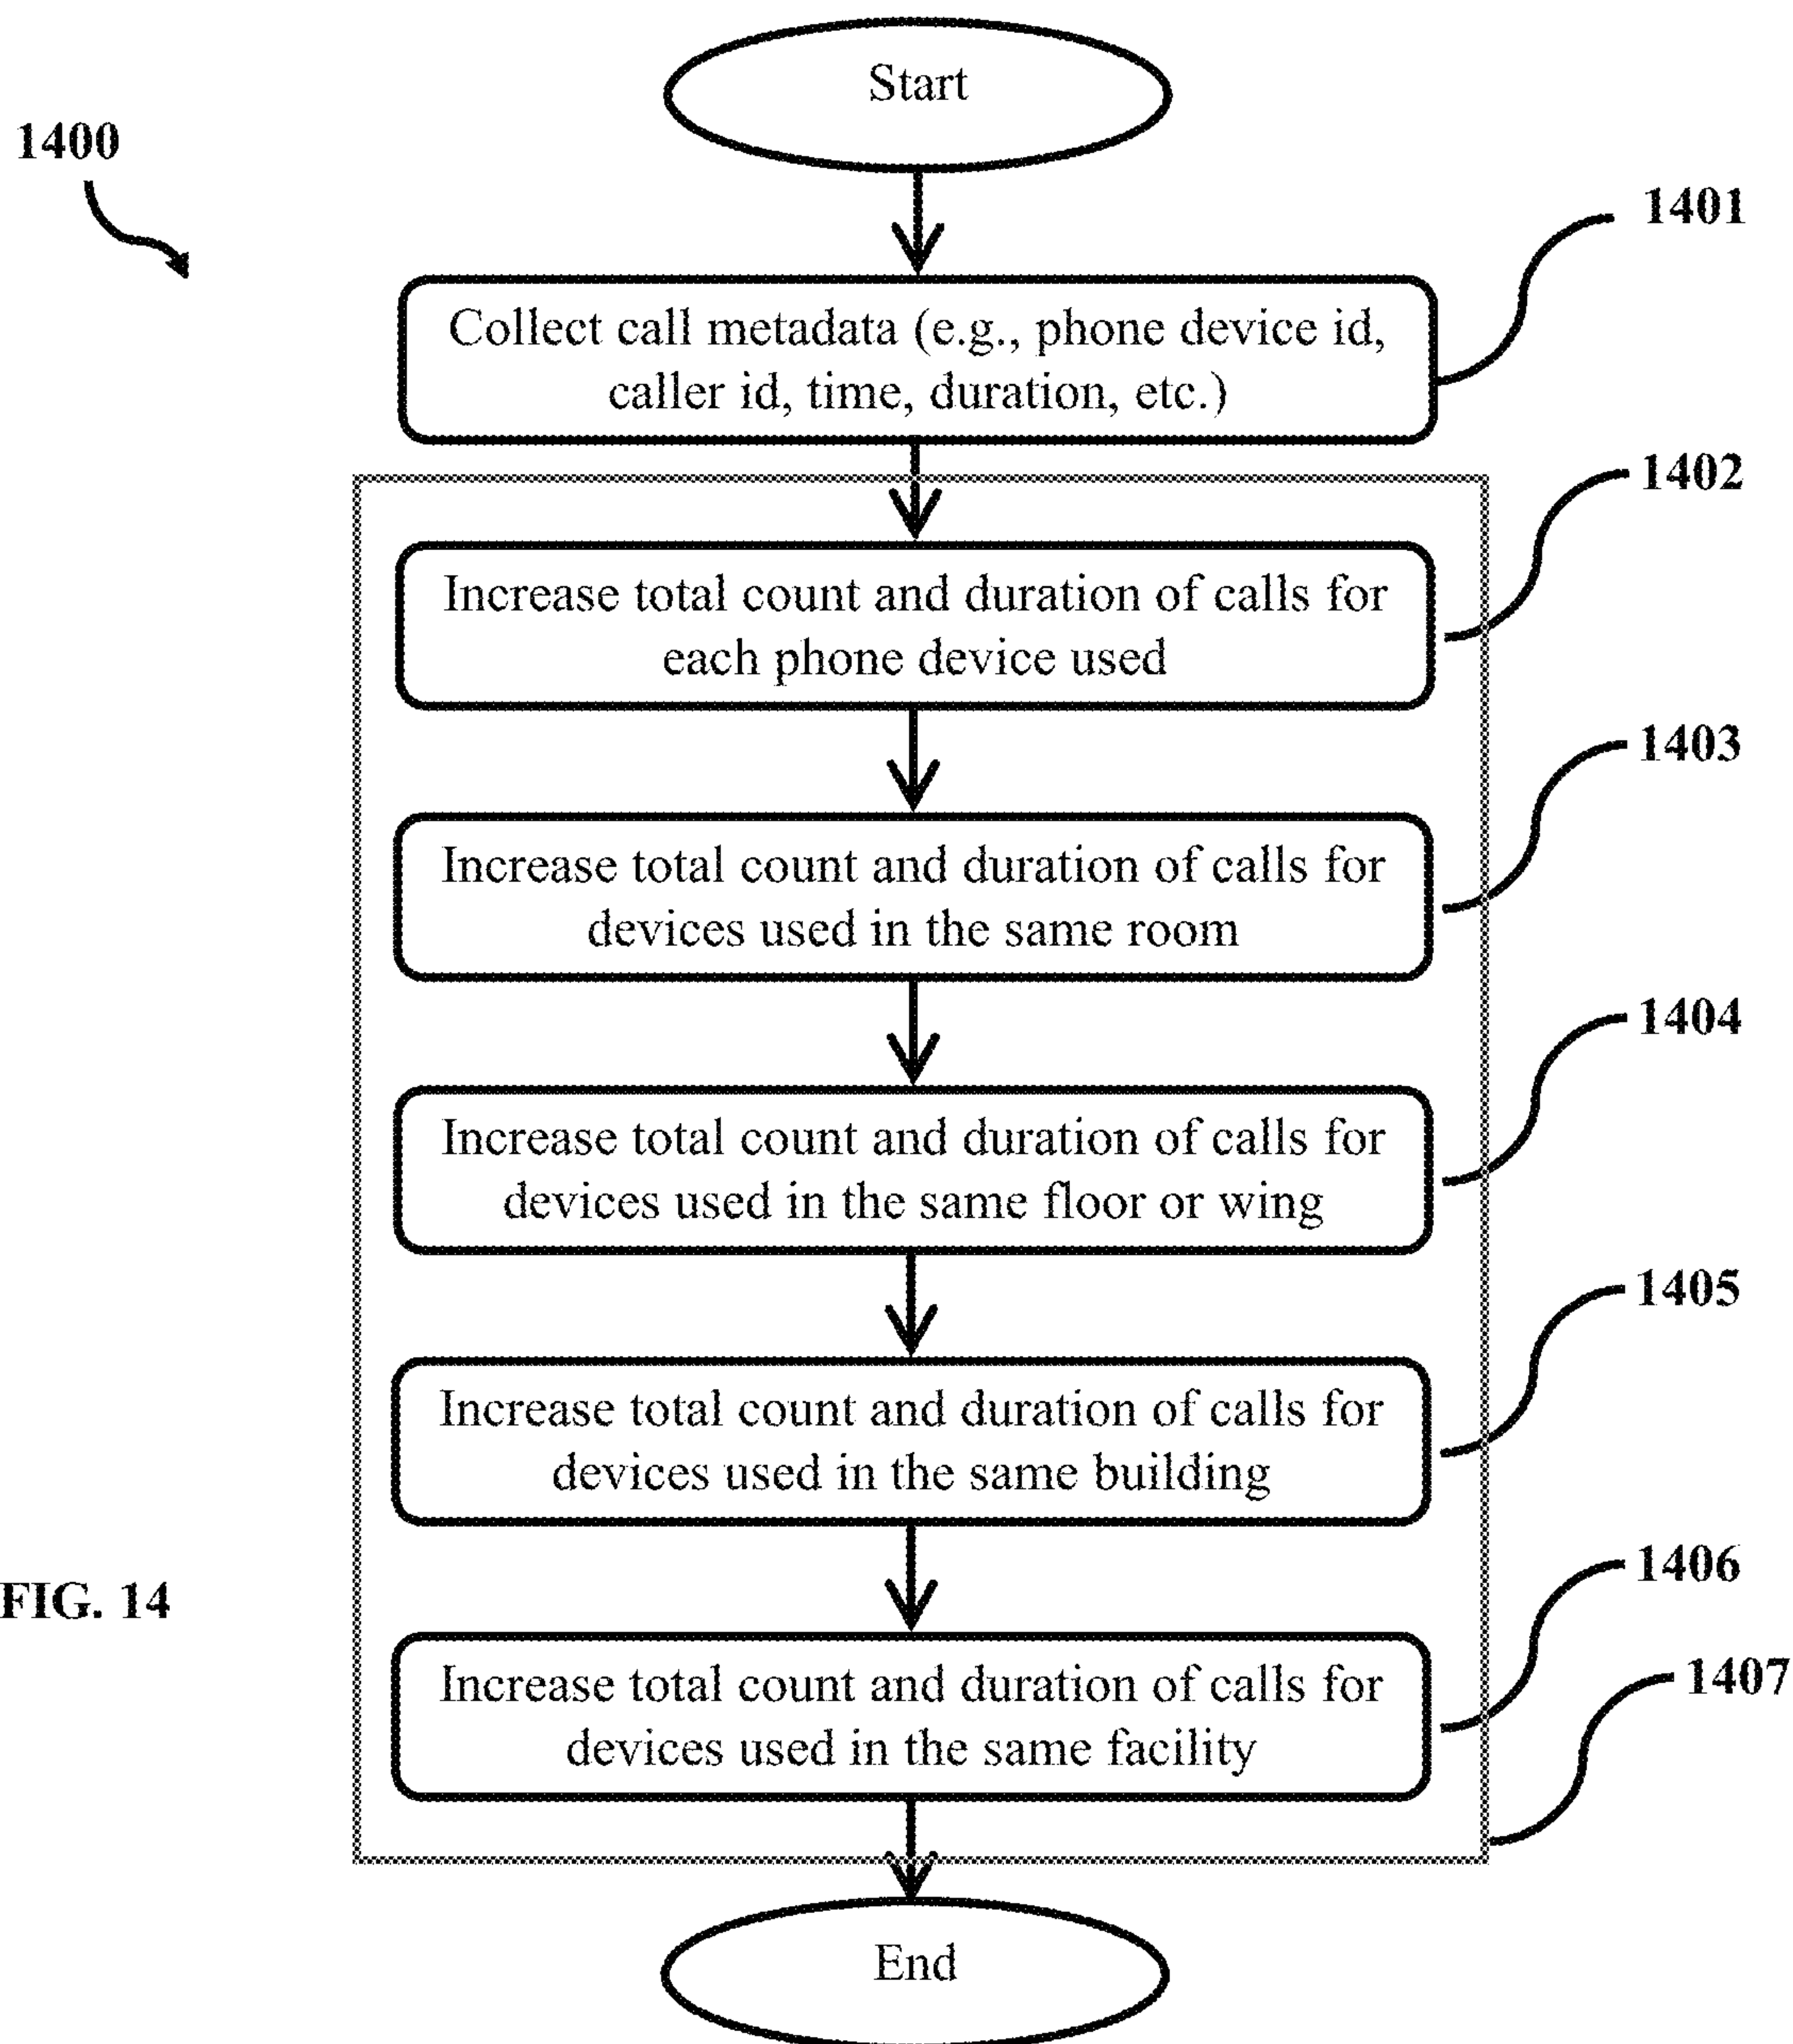 Start
1400
1401
Collect call metadata (e.g., phone device id,
caller id, time, duration, etc.)
1402
Increase total count and duration of calls for
each phone device used
1403
Increase total count and duration of calls for
devices used in the same room
1404
Increase total count and duration of calls for
devices used in the same floor or wing
1405
Increase total count and duration of calls for
devices used in the same building
1406
FIG. 14
Increase total count and duration of calls for
devices used in the same facility
1407
End